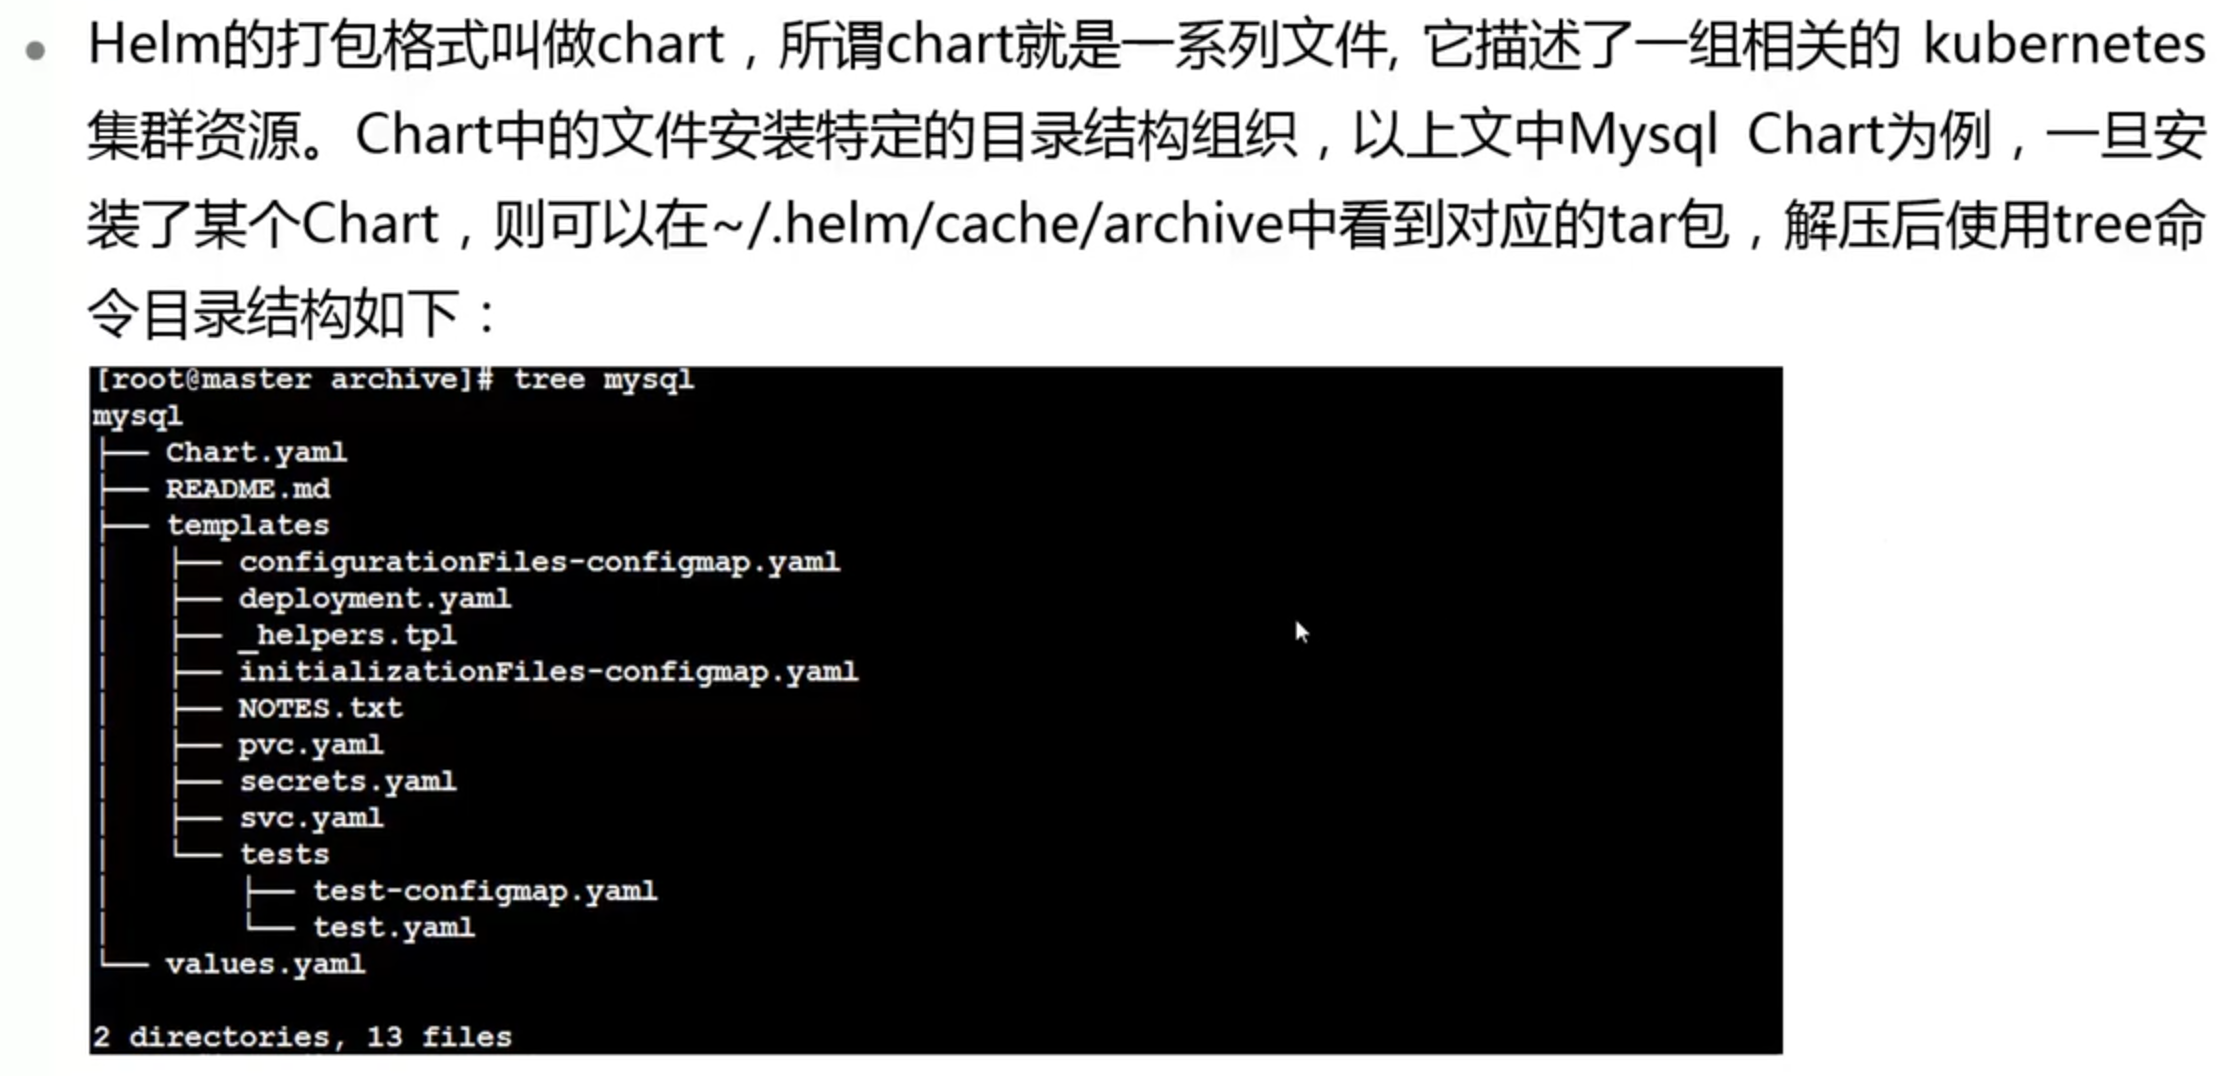 Helm的打包格式叫做chart，所谓chart就是一系列文件, 它描述了一组相关的 kubernetes
集群资源。Chart中的文件安装特定的目录结构组织，以上文中Mysql Chart为例，一旦安
装了某个Chart，则可以在~/.helm/cache/archive中看到对应的tar包，解压后使用tree命
令目录结构如下：
[root@master archive]# tree mysql
mysql
├── Chart.yaml
├── README.md
├── templates
│   ├── configurationFiles-configmap.yaml
│   ├── deployment.yaml
│   ├── _helpers.tpl
│   ├── initializationFiles-configmap.yaml
│   ├── NOTES.txt
│   ├── pvc.yaml
│   ├── secrets.yaml
│   ├── svc.yaml
│   └── tests
│       ├── test-configmap.yaml
│       └── test.yaml
└── values.yaml
2 directories, 13 files